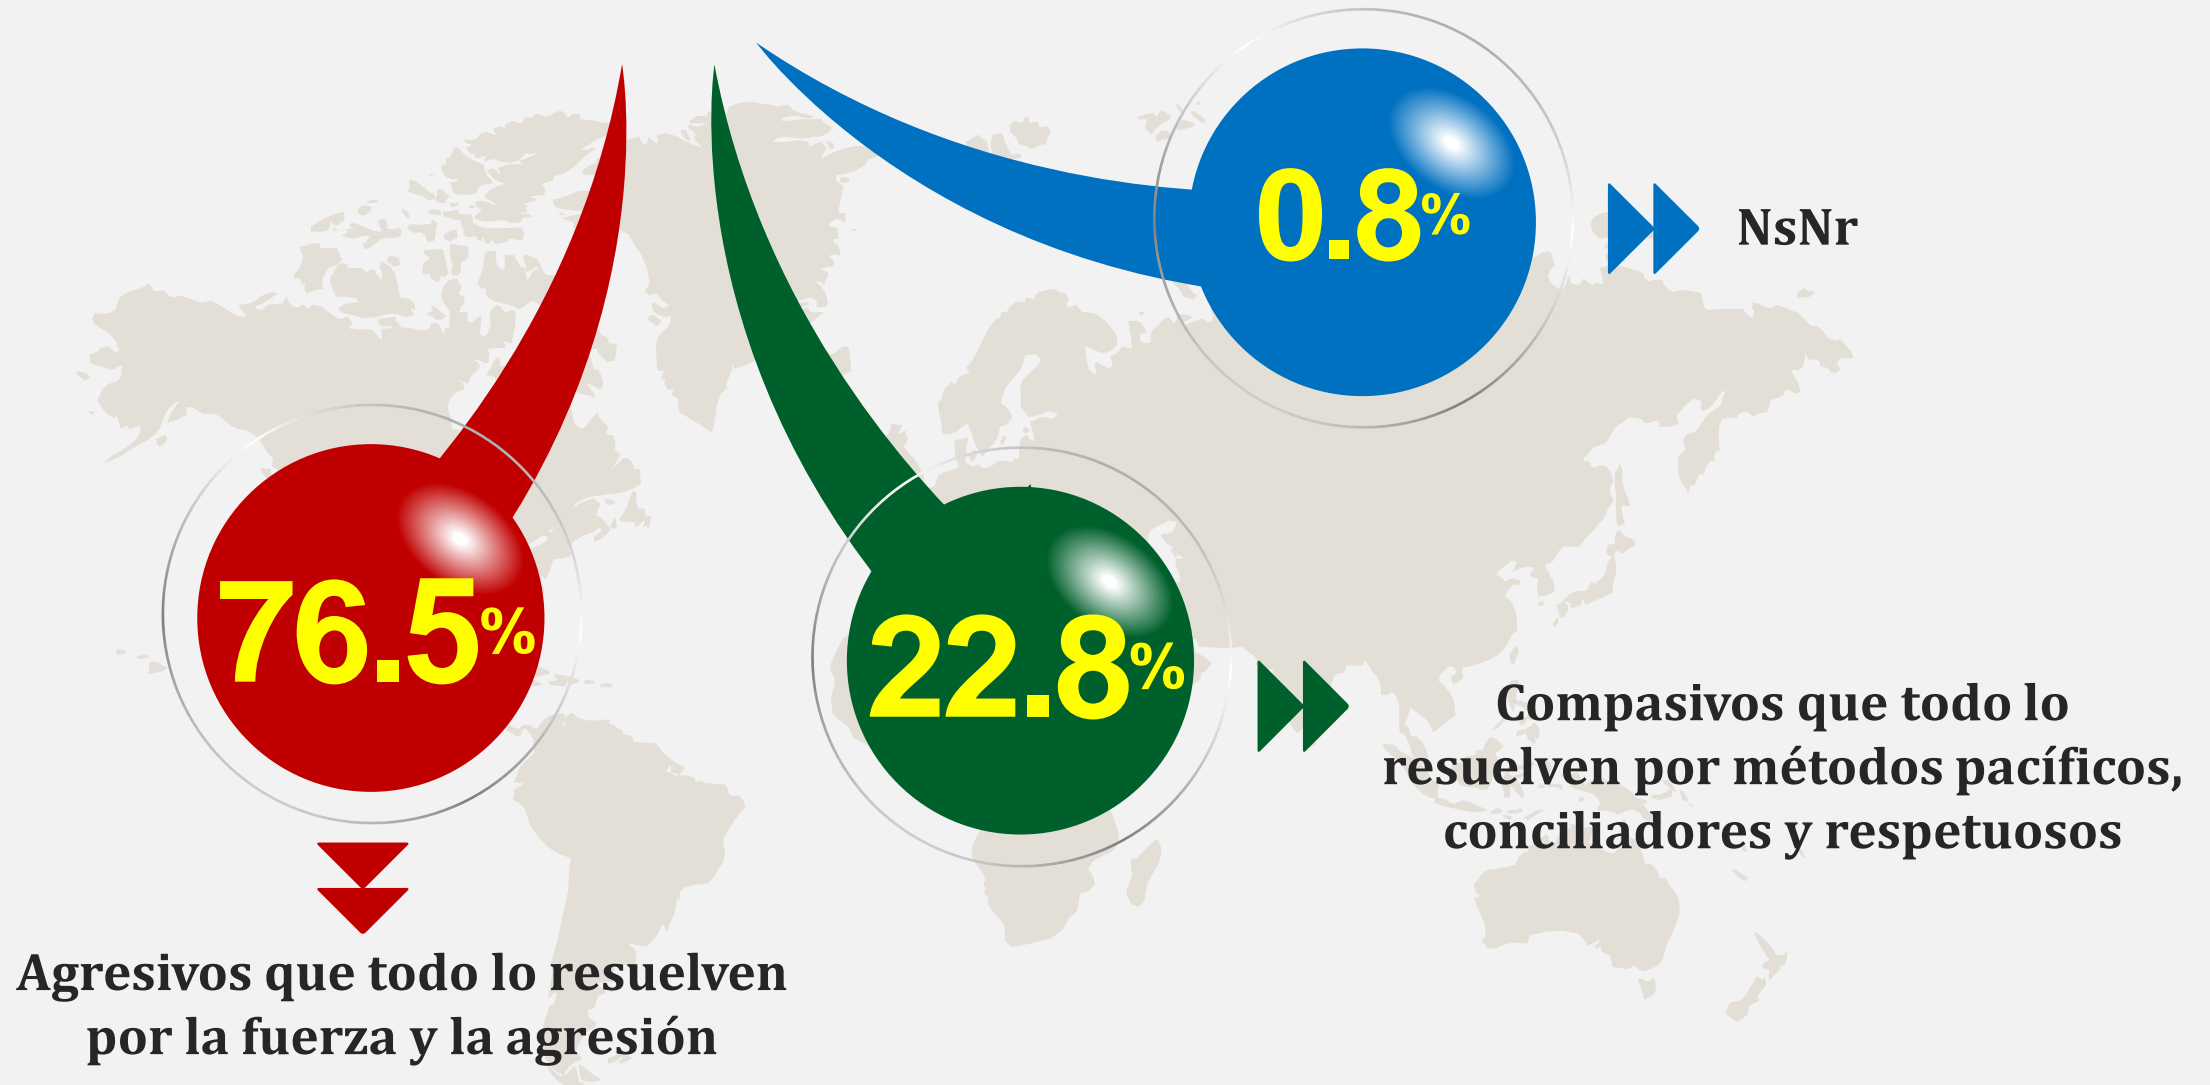 0.8%
NsNr
76.5%
22.8%
Compasivos que todo lo
resuelven por métodos pacíficos,
conciliadores y respetuosos
Agresivos que todo lo resuelven
por la fuerza y la agresión